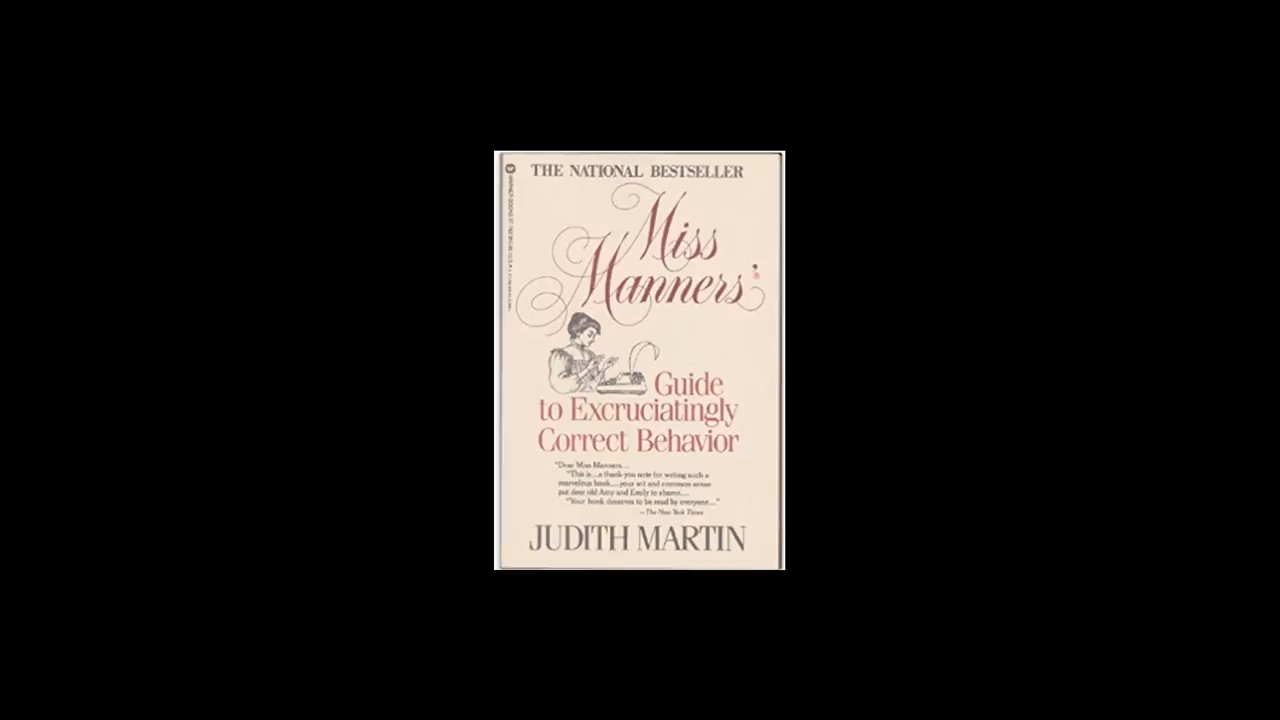 THE NATIONAL BESTSELLER
Miss
Manners'
Guide
to Excruciatingly
Correct Behavior
"Dear Miss Manners...
"This is...a thank-you note for writing such a
marvelous book....your wit and common sense
put dear old Amy and Emily to shame....
"Your book deserves to be read by everyone...."
—The New York Times
JUDITH MARTIN